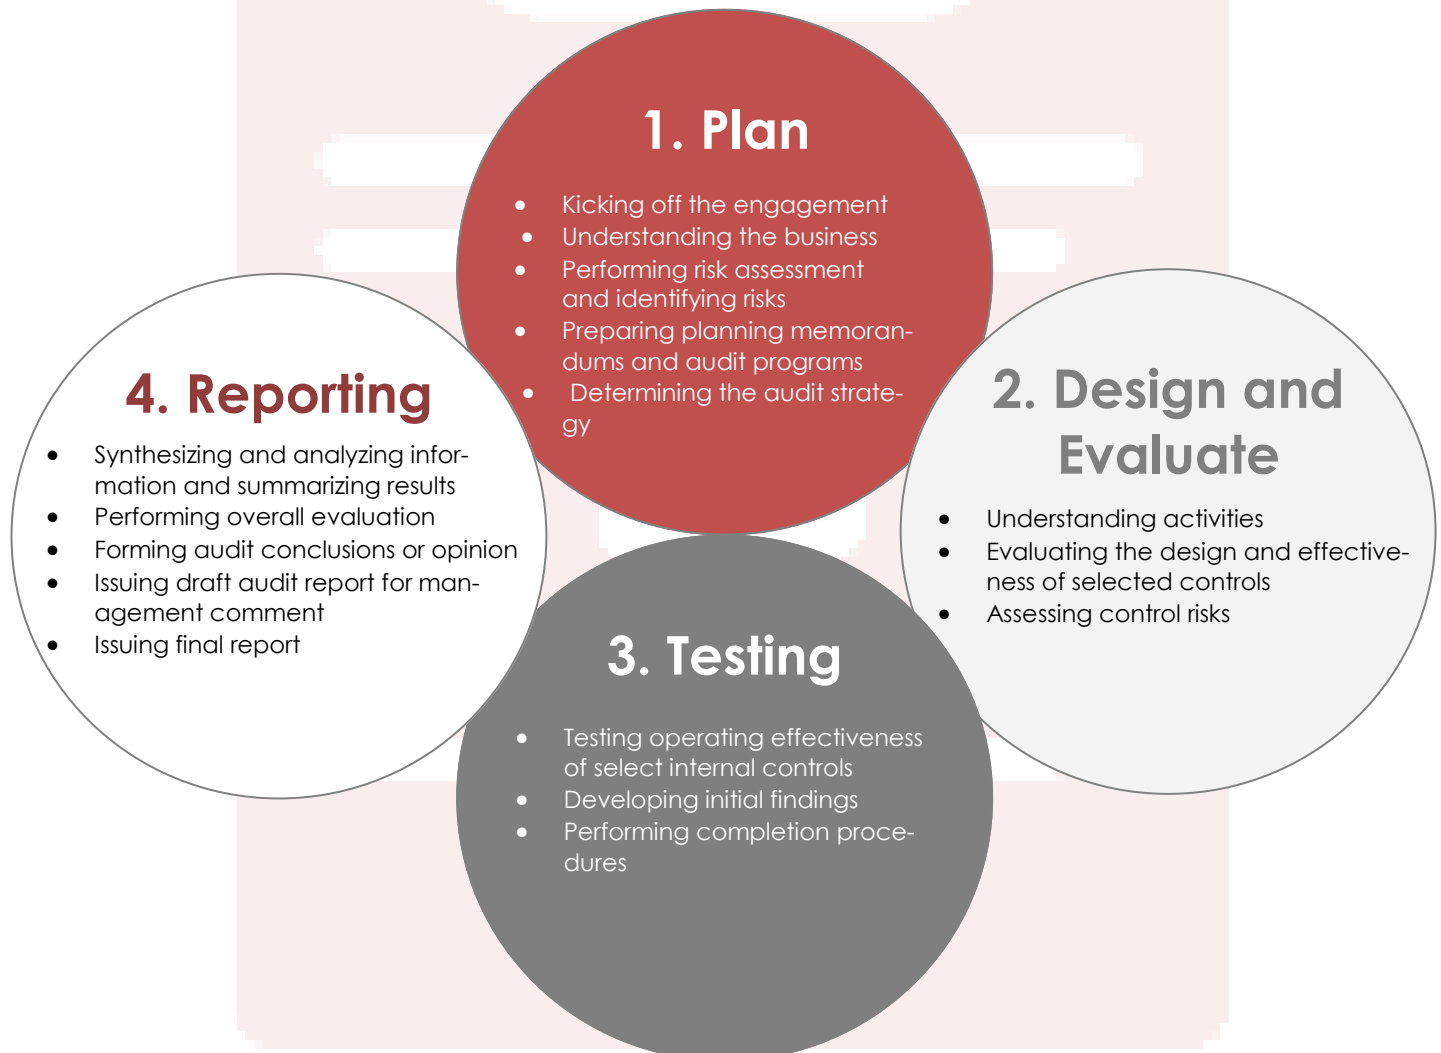 1. Plan
• Kicking off the engagement
• Understanding the business
• Performing risk assessment
and identifying risks
• Preparing planning memoran-
dums and audit programs
• Determining the audit strate-
gy
2. Design and
Evaluate
• Understanding activities
• Evaluating the design and effective-
ness of selected controls
• Assessing control risks
3. Testing
• Testing operating effectiveness
of select internal controls
• Developing initial findings
• Performing completion proce-
dures
4. Reporting
• Synthesizing and analyzing infor-
mation and summarizing results
• Performing overall evaluation
• Forming audit conclusions or opinion
• Issuing draft audit report for man-
agement comment
• Issuing final report